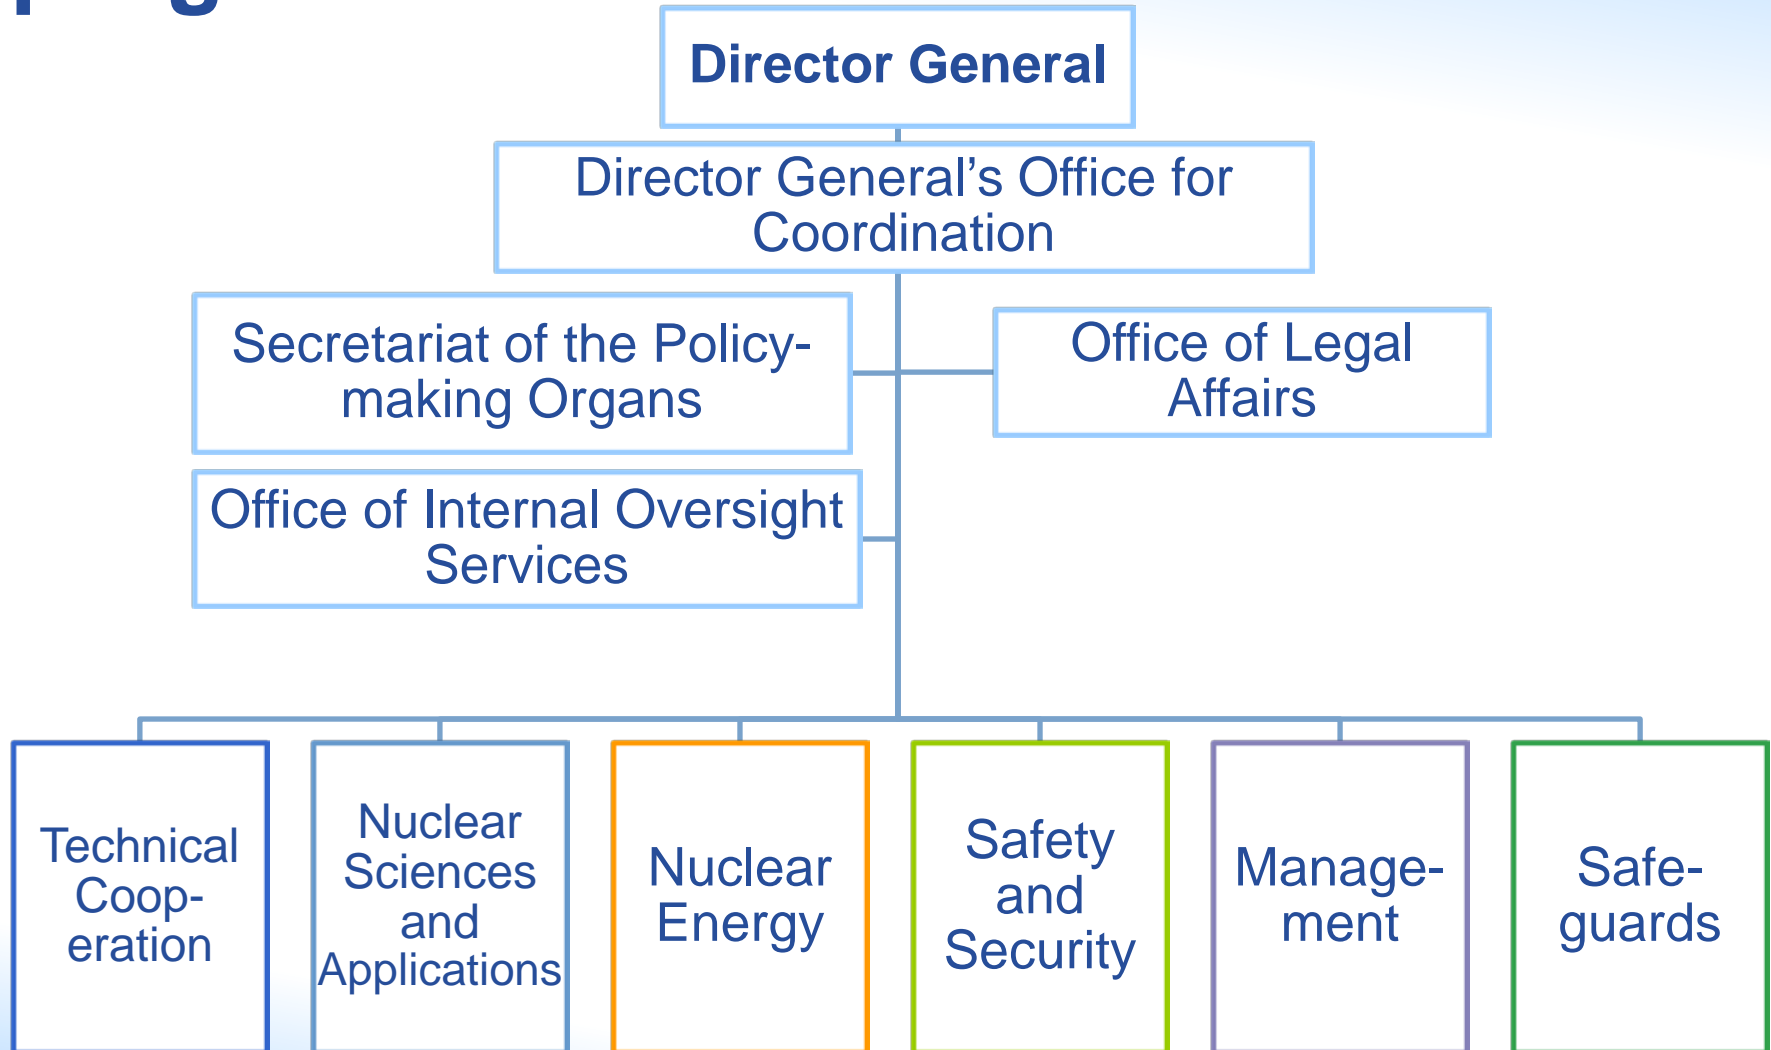 Director General
Director General’s Office for
Coordination
Secretariat of the Policy-
making Organs
Office of Legal
Affairs
Office of Internal Oversight
Services
Technical
Coop-
eration
Nuclear
Sciences
and
Applications
Nuclear
Energy
Safety
and
Security
Manage-
ment
Safe-
guards